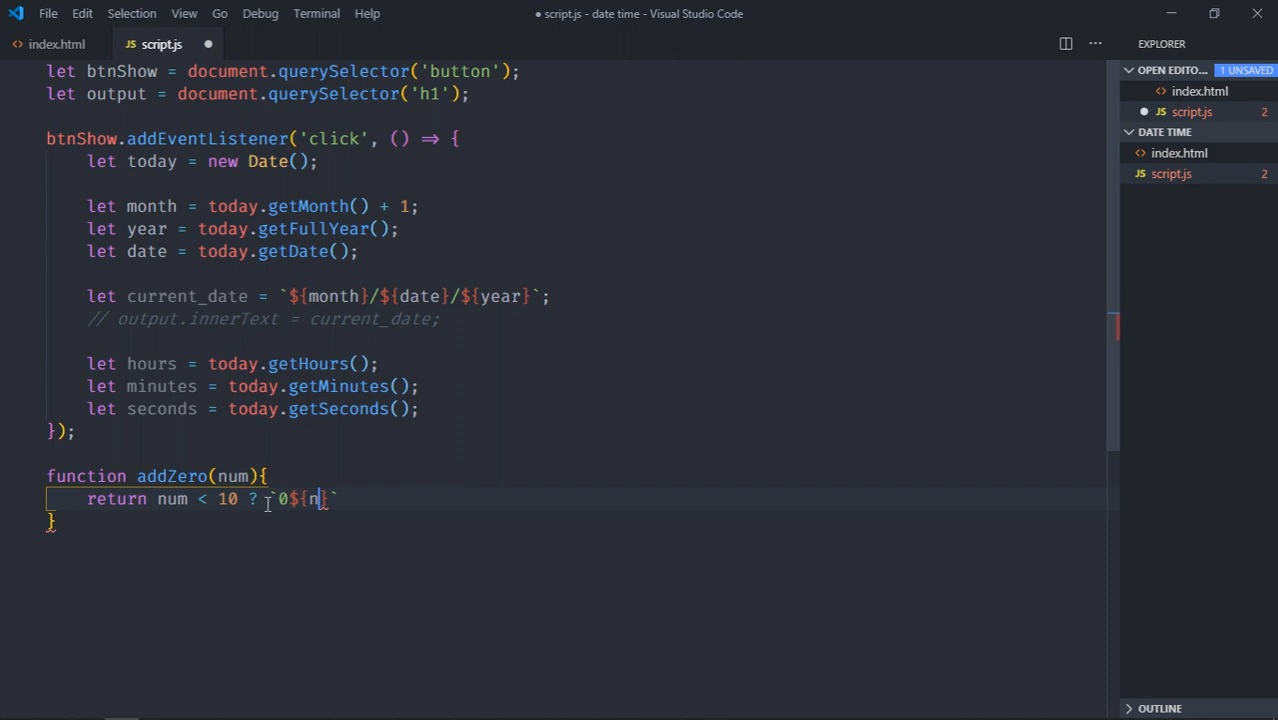 File Edit Selection View Go Debug Terminal Help
● script.js - date time - Visual Studio Code
<> index.html JS script.js ●
EXPLORER
OPEN EDITO... 1 UNSAVED
<> index.html
● JS script.js 2
DATE TIME
<> index.html
JS script.js 2
OUTLINE
let btnShow = document.querySelector('button');
let output = document.querySelector('h1');
btnShow.addEventListener('click', () => {
let today = new Date();
let month = today.getMonth() + 1;
let year = today.getFullYear();
let date = today.getDate();
let current_date = `${month}/${date}/${year}`;
// output.innerText = current_date;
let hours = today.getHours();
let minutes = today.getMinutes();
let seconds = today.getSeconds();
});
function addZero(num){
return num < 10 ? `0${n}`
}